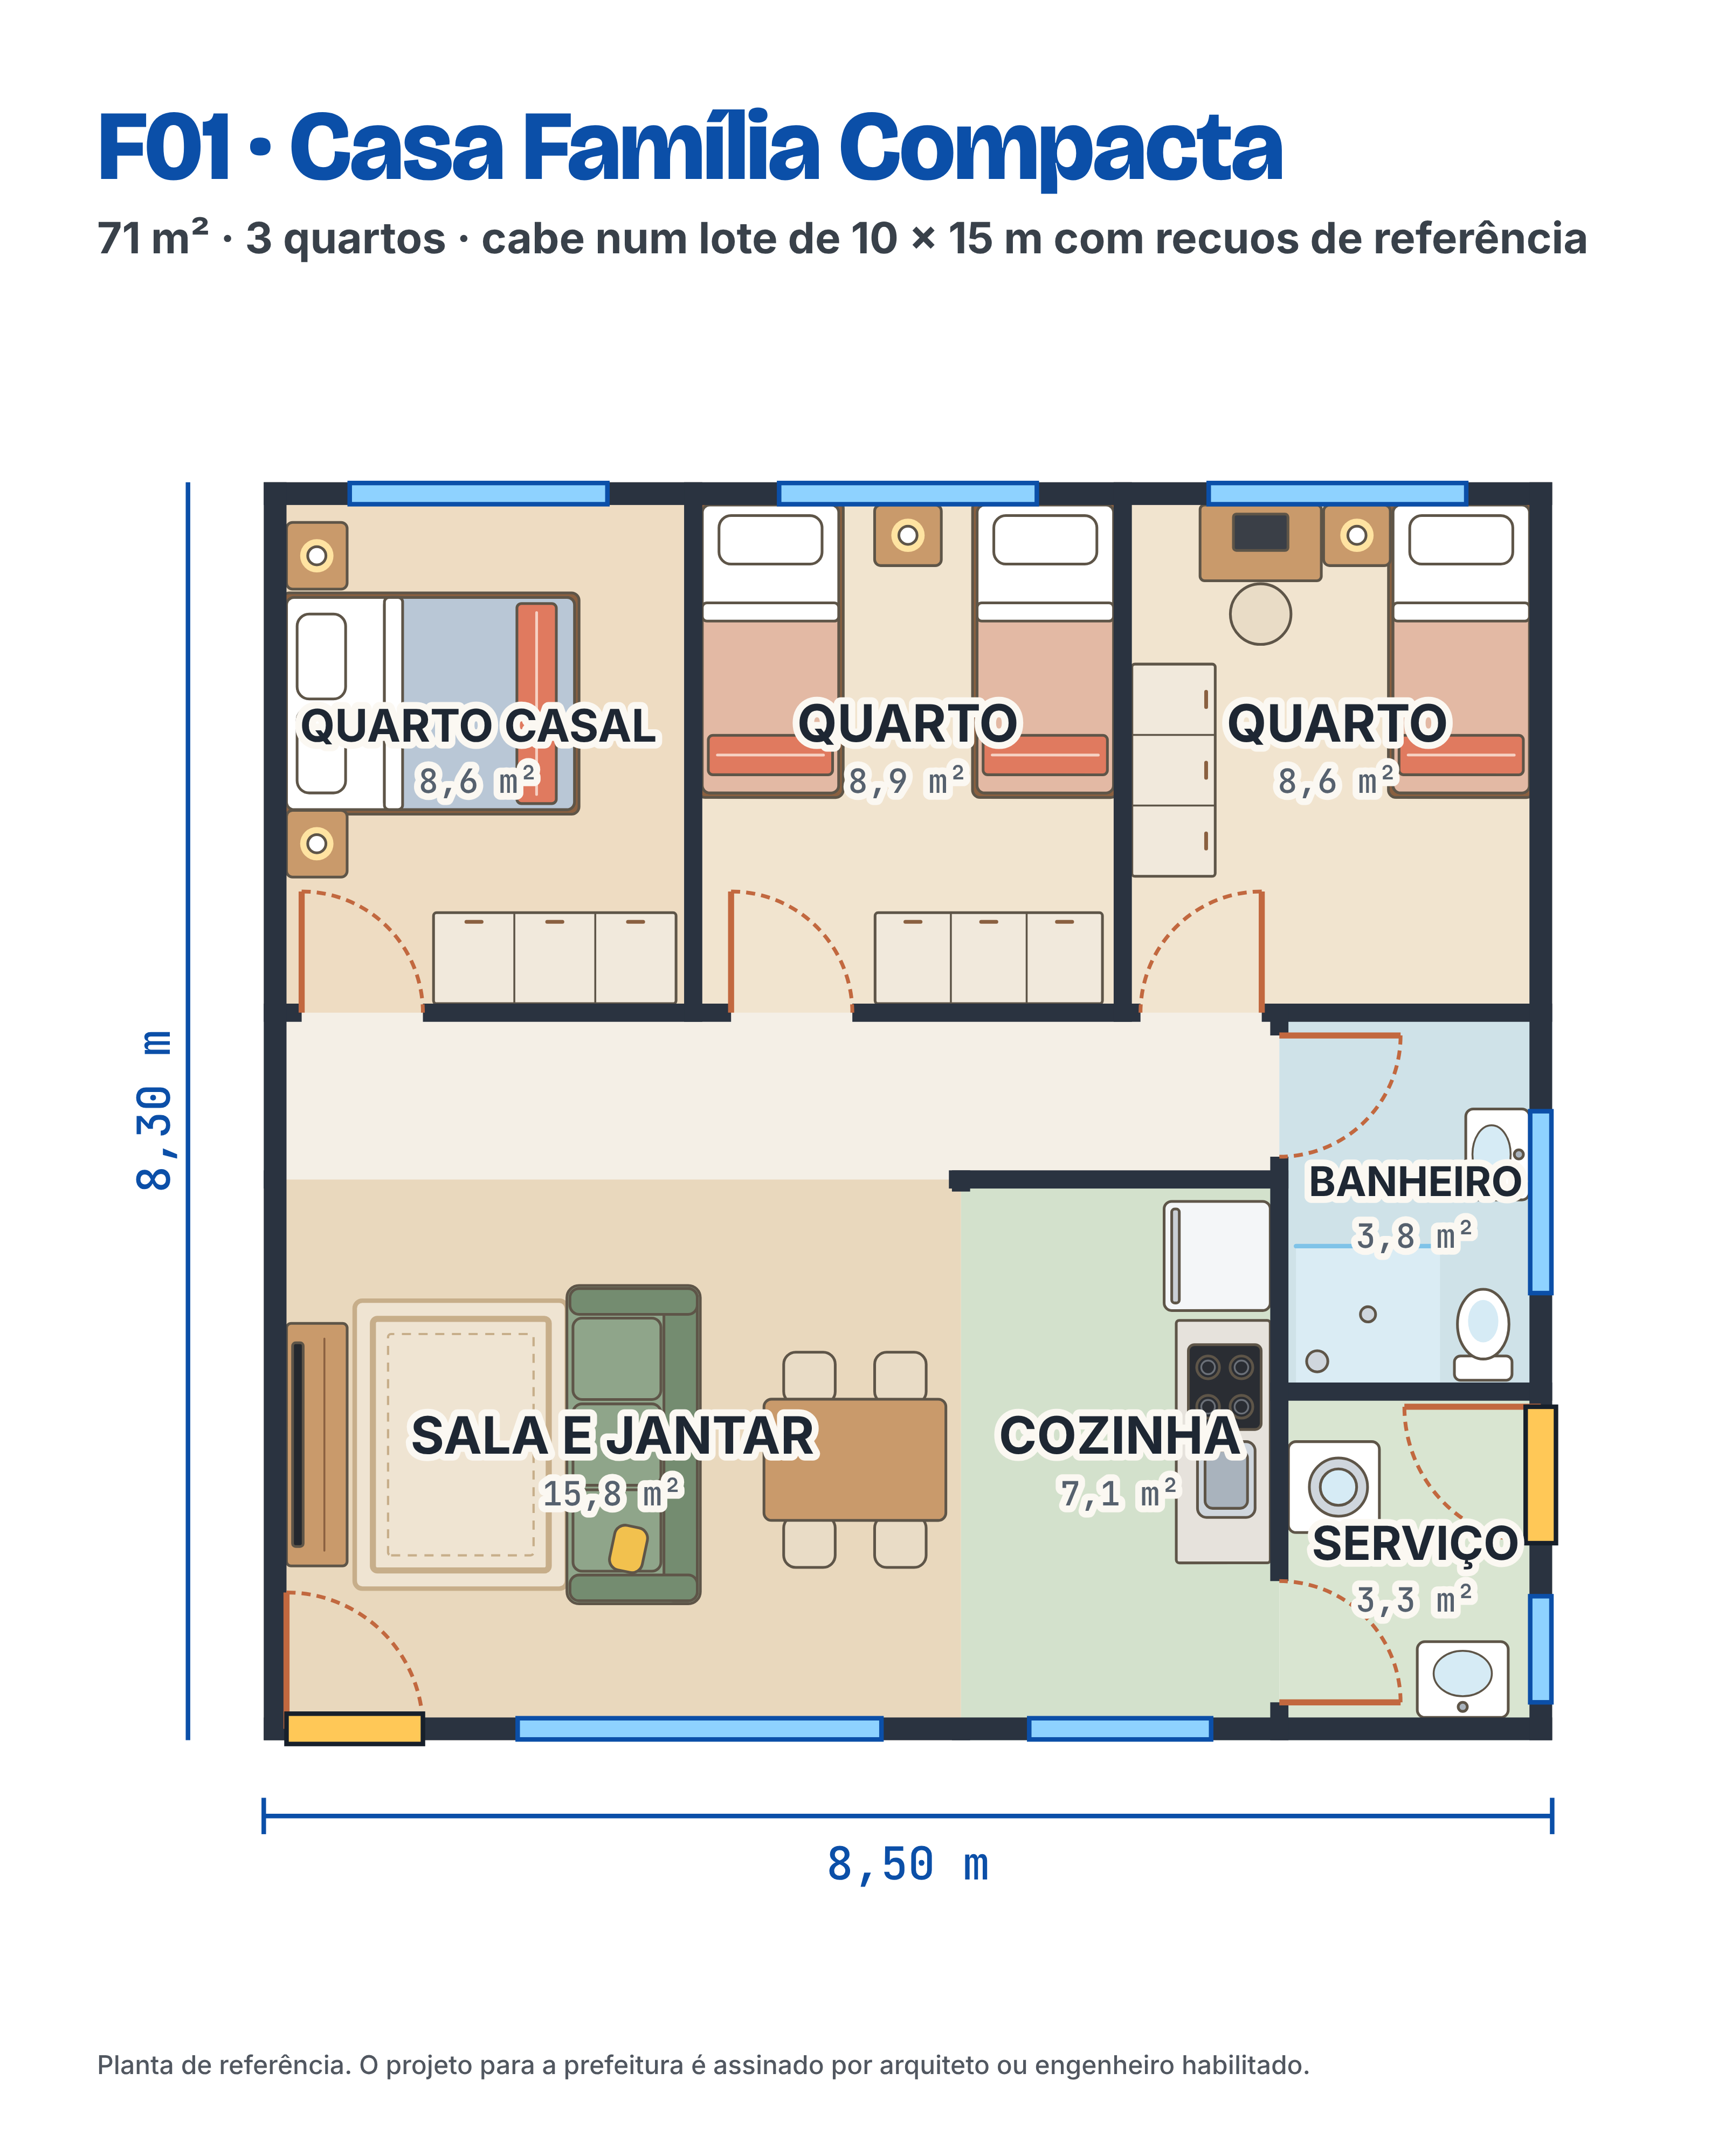 F01 · Casa Família Compacta
71 m² · 3 quartos · cabe num lote de 10 × 15 m com recuos de referência
QUARTO CASAL
8,6 m²
QUARTO
8,9 m²
QUARTO
8,6 m²
8,30 m
BANHEIRO
3,8 m²
SALA E JANTAR
15,8 m²
COZINHA
7,1 m²
SERVIÇO
3,3 m²
8,50 m
Planta de referência. O projeto para a prefeitura é assinado por arquiteto ou engenheiro habilitado.